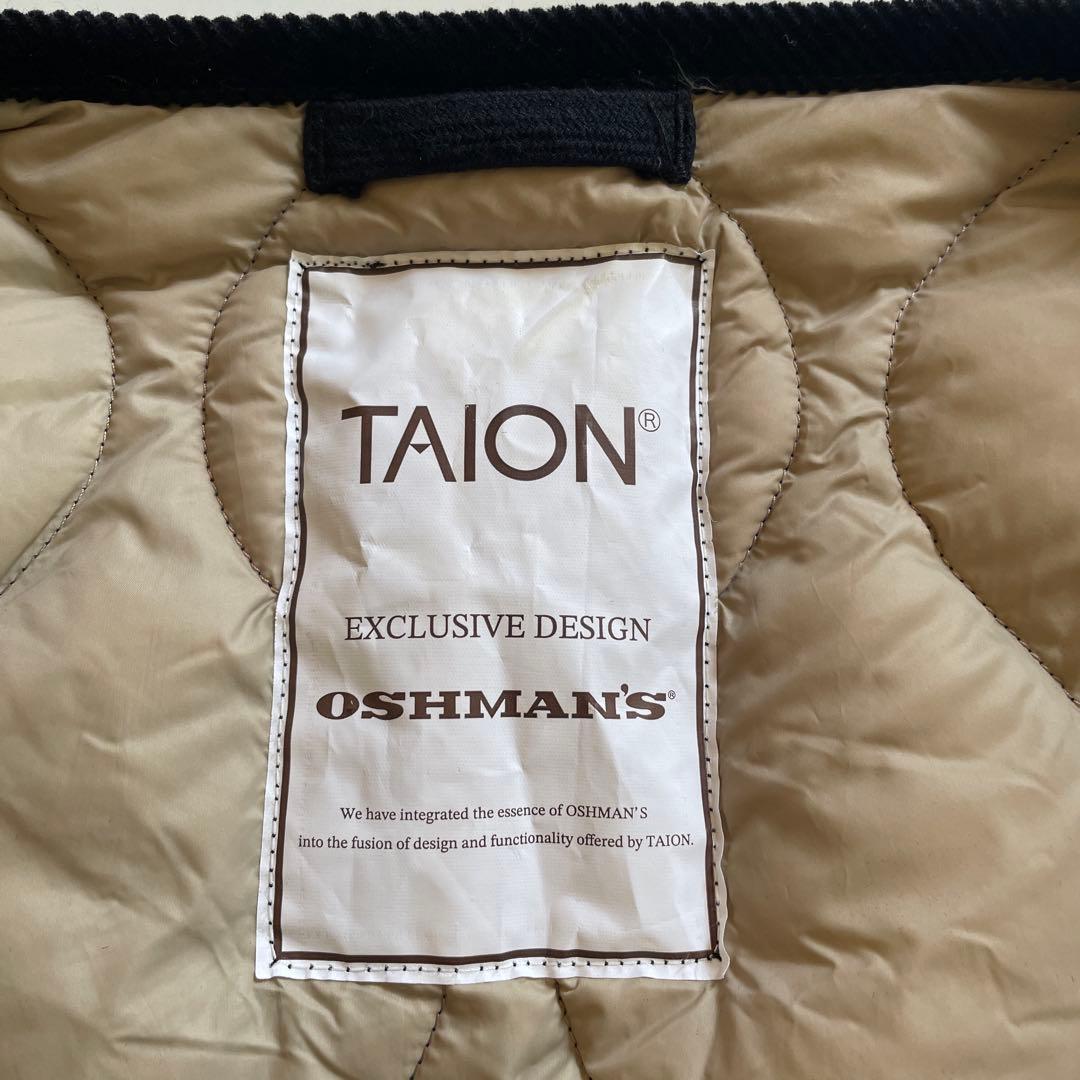 TAION®
EXCLUSIVE DESIGN
OSHMAN'S®
We have integrated the essence of OSHMAN'S
into the fusion of design and functionality offered by TAION.